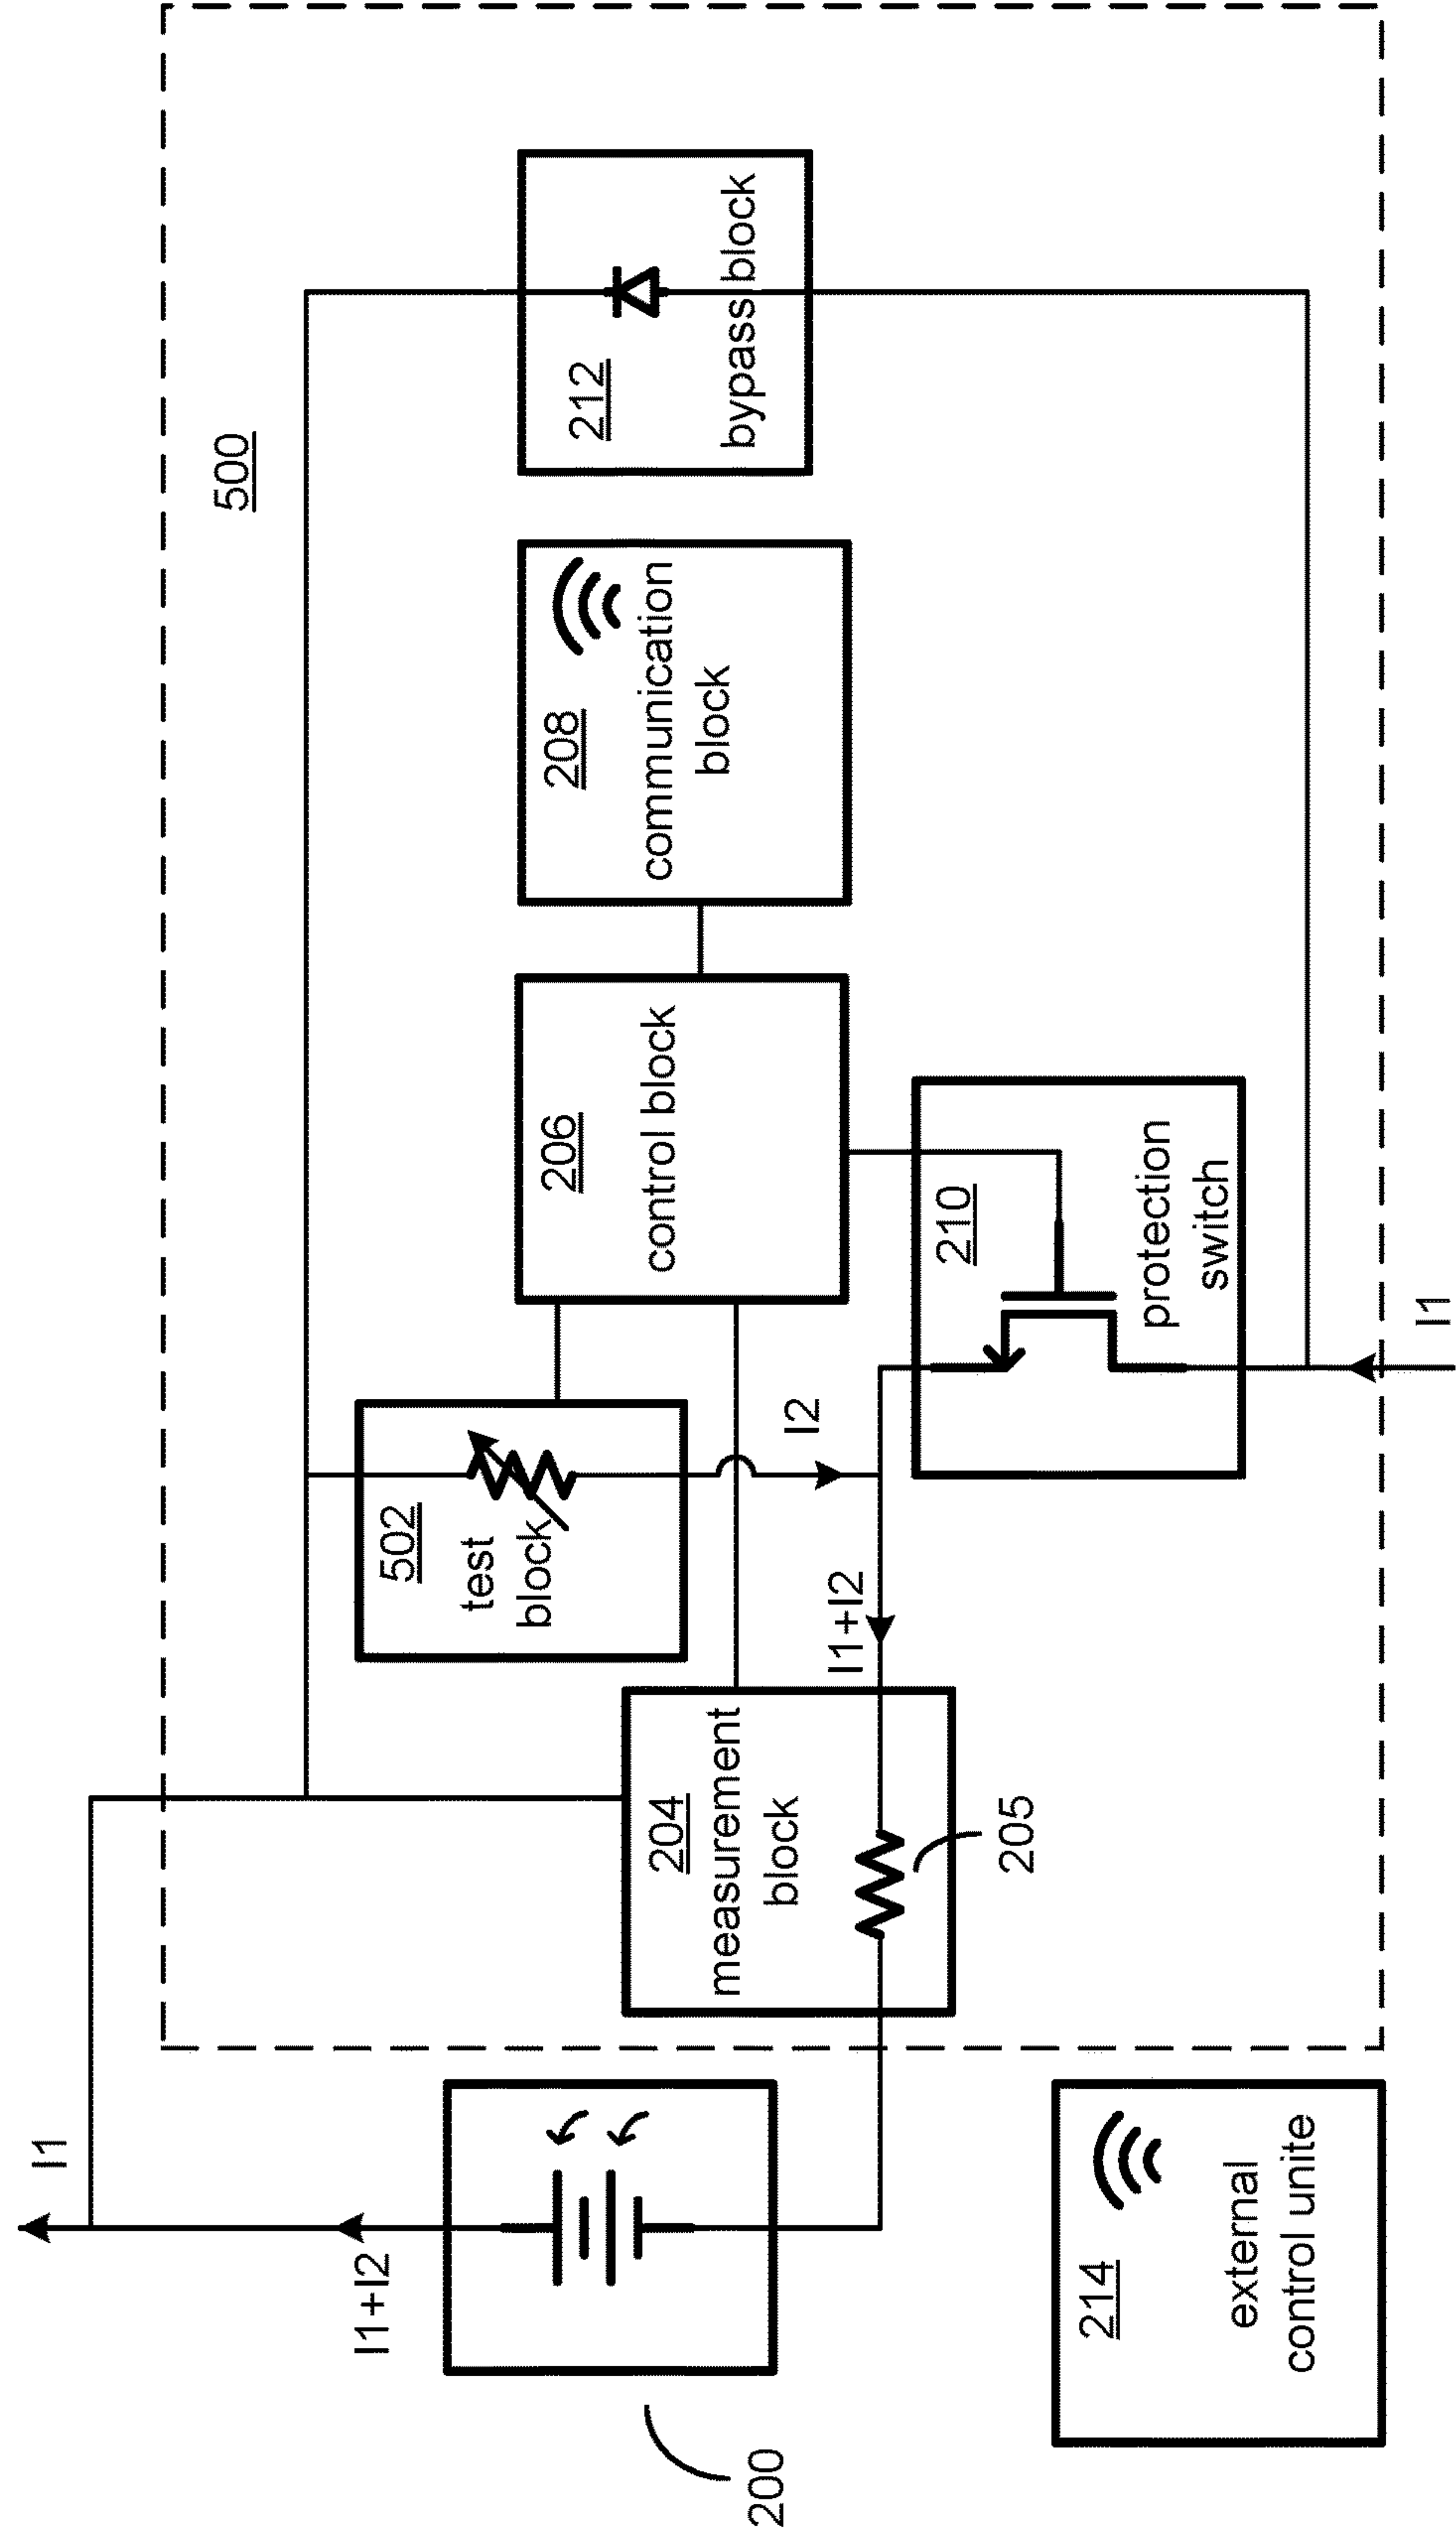 I1
I1+I2
200
214
external
control unite
500
204
measurement
block
205
502
test
block
I2
I1+I2
206
control block
210
protection
switch
I1
208
communication
block
212
bypass block